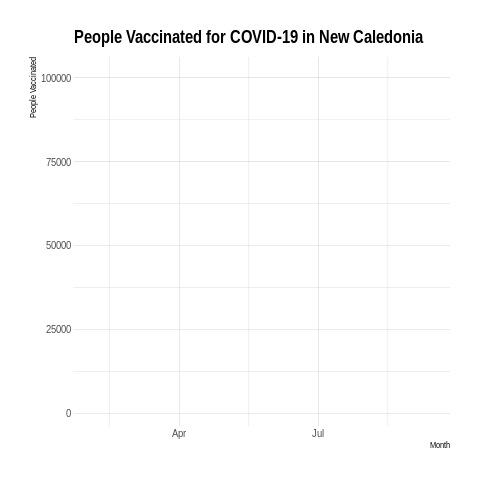 People Vaccinated for COVID-19 in New Caledonia
People Vaccinated
100000
75000
50000
25000
0
Apr Jul
Month